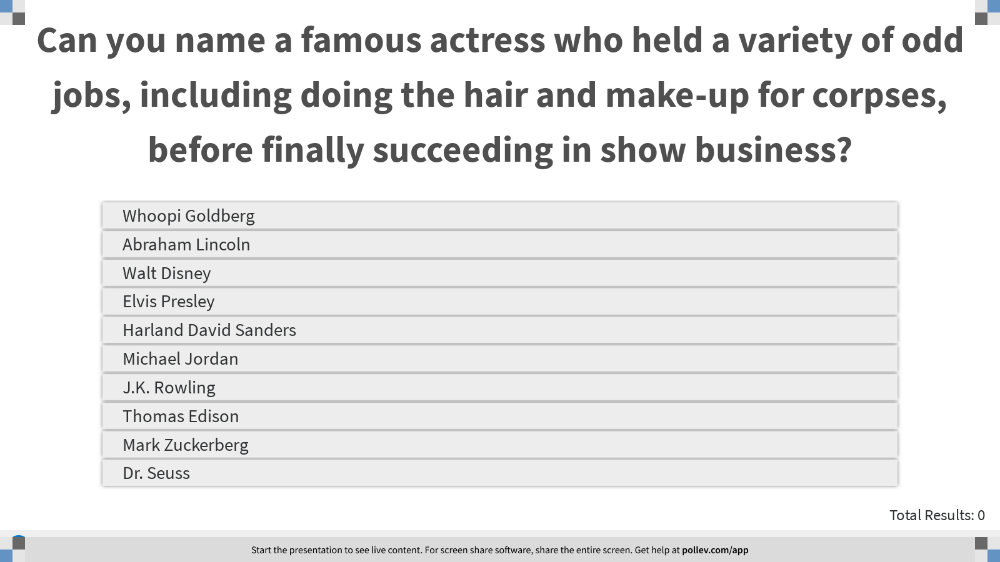 Can you name a famous actress who held a variety of odd
jobs, including doing the hair and make-up for corpses,
before finally succeeding in show business?
Whoopi Goldberg
Abraham Lincoln
Walt Disney
Elvis Presley
Harland David Sanders
Michael Jordan
J.K. Rowling
Thomas Edison
Mark Zuckerberg
Dr. Seuss
Total Results: 0
Start the presentation to see live content. For screen share software, share the entire screen. Get help at pollev.com/app